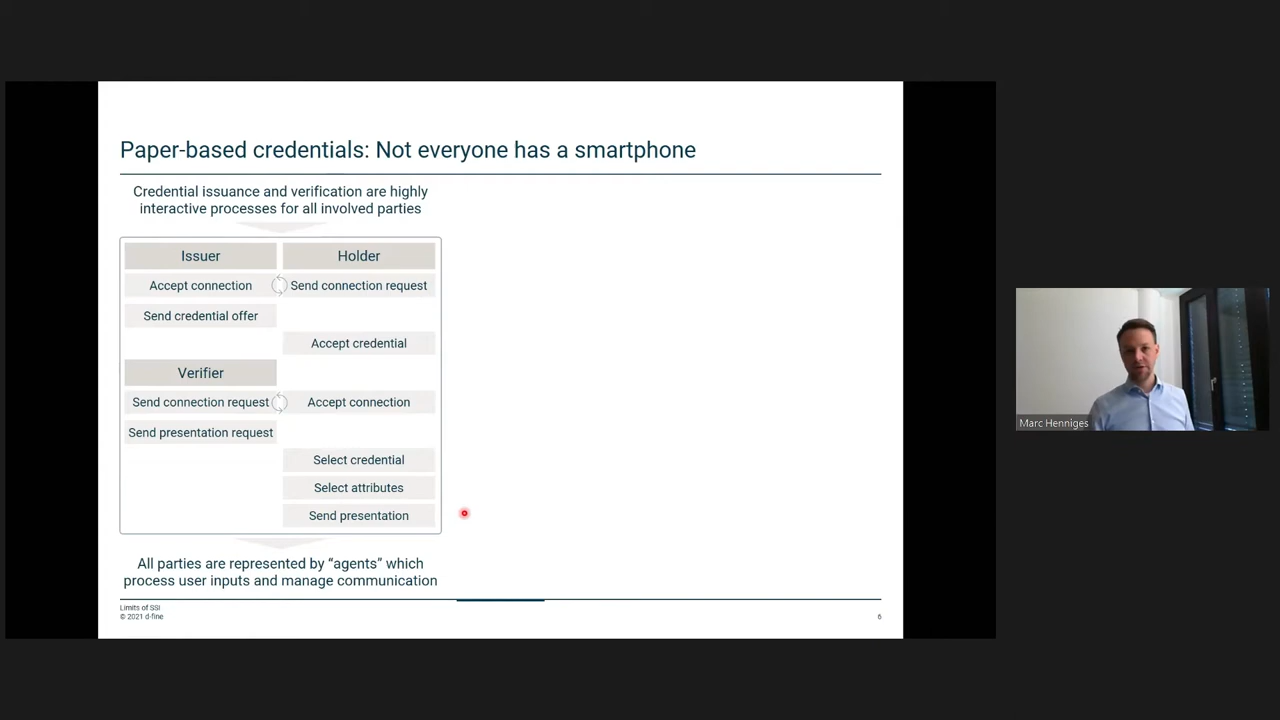 Paper-based credentials: Not everyone has a smartphone
Credential issuance and verification are highly
interactive processes for all involved parties
Issuer
Holder
Accept connection
Send connection request
Send credential offer
Accept credential
Verifier
Send connection request
Accept connection
Send presentation request
Select credential
Select attributes
Send presentation
All parties are represented by “agents” which
process user inputs and manage communication
Limits of SSI
© 2021 d-fine
6
Marc Henniges